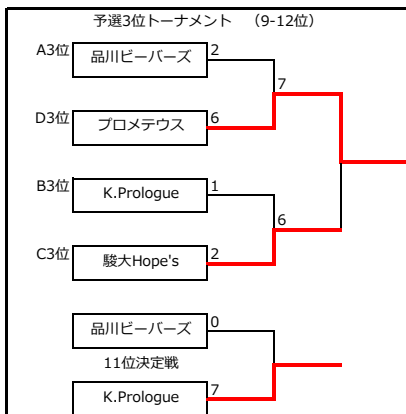 予選3位トーナメント （9-12位）
A3位 品川ビーバーズ 2
7
D3位 プロメテウス 6
B3位 K.Prologue 1
6
C3位 駿大Hope's 2
品川ビーバーズ 0
11位決定戦
K.Prologue 7